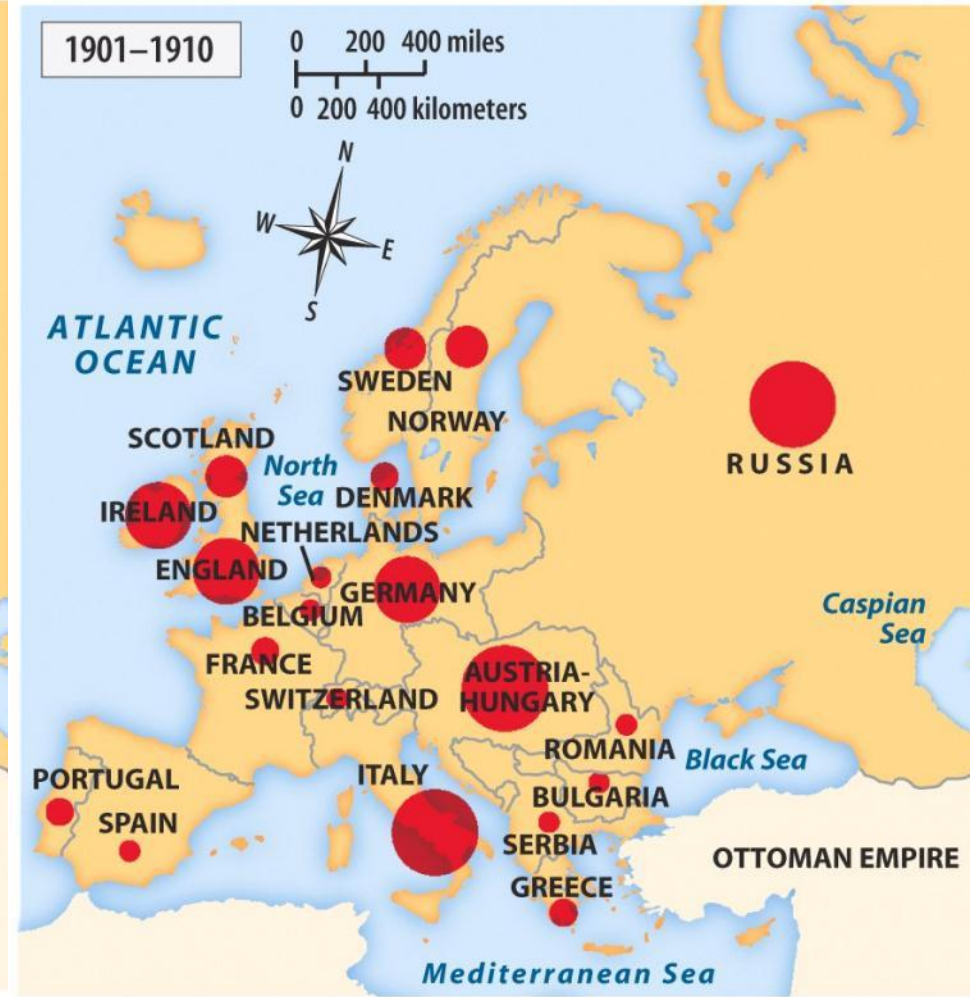 1901–1910
0 200 400 miles
0 200 400 kilometers
N
W
E
S
ATLANTIC
OCEAN
SWEDEN
NORWAY
RUSSIA
SCOTLAND
North
Sea
DENMARK
IRELAND
NETHERLANDS
ENGLAND
GERMANY
BELGIUM
Caspian
Sea
FRANCE
AUSTRIA-
HUNGARY
SWITZERLAND
ROMANIA
Black Sea
ITALY
PORTUGAL
BULGARIA
SPAIN
SERBIA
OTTOMAN EMPIRE
GREECE
Mediterranean Sea